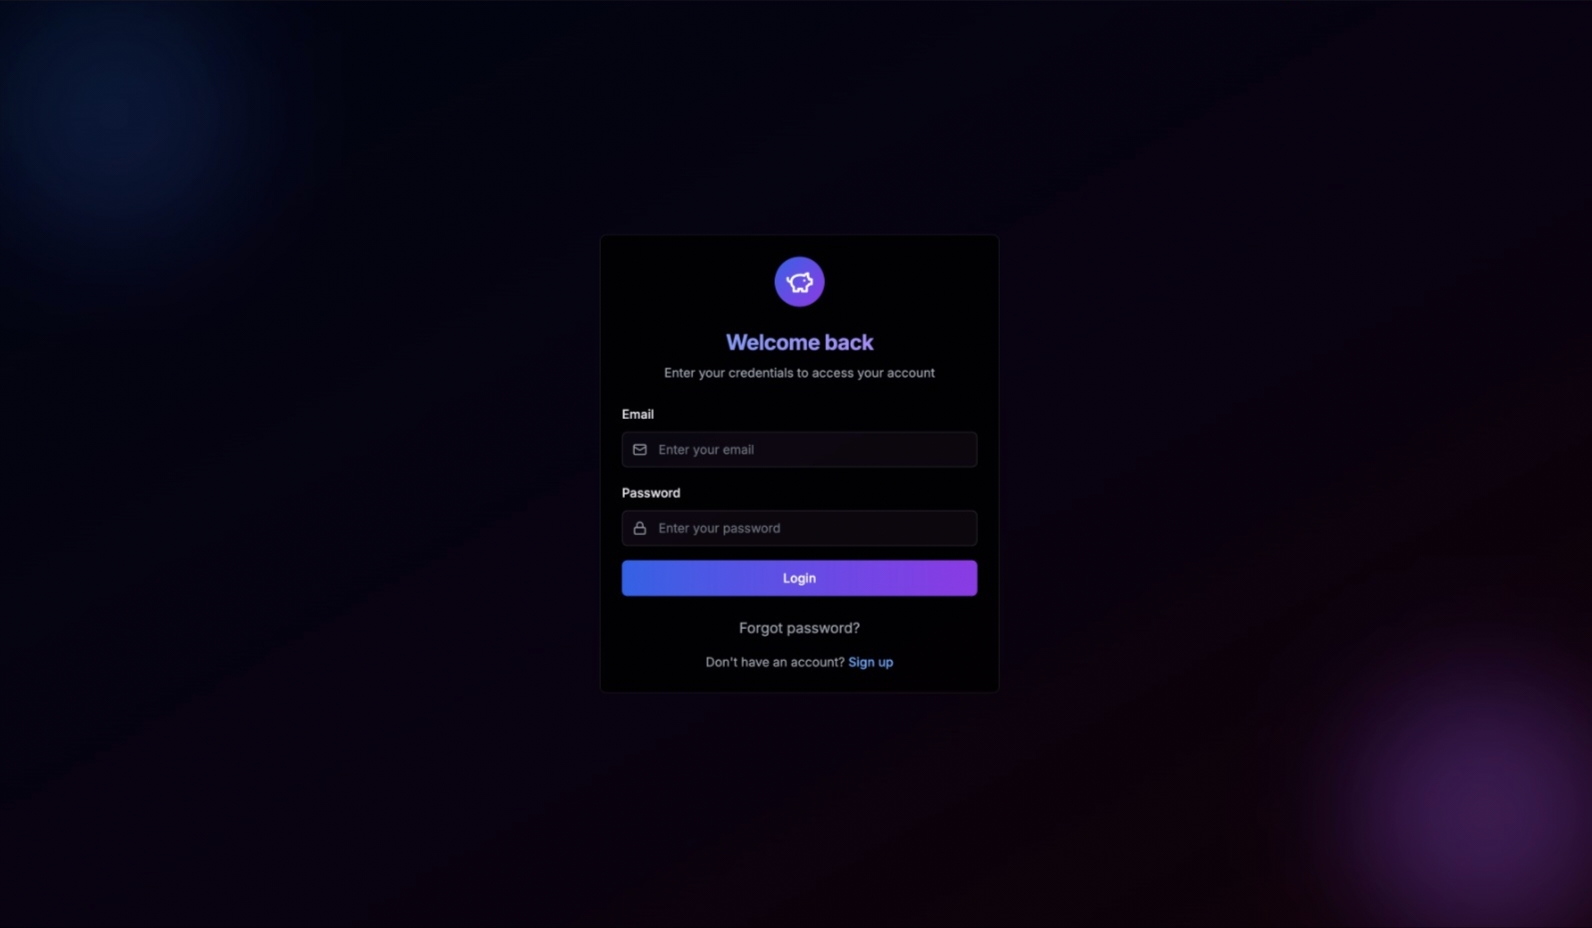 Welcome back
Enter your credentials to access your account
Email
Enter your email
Password
Enter your password
Login
Forgot password?
Don't have an account? Sign up